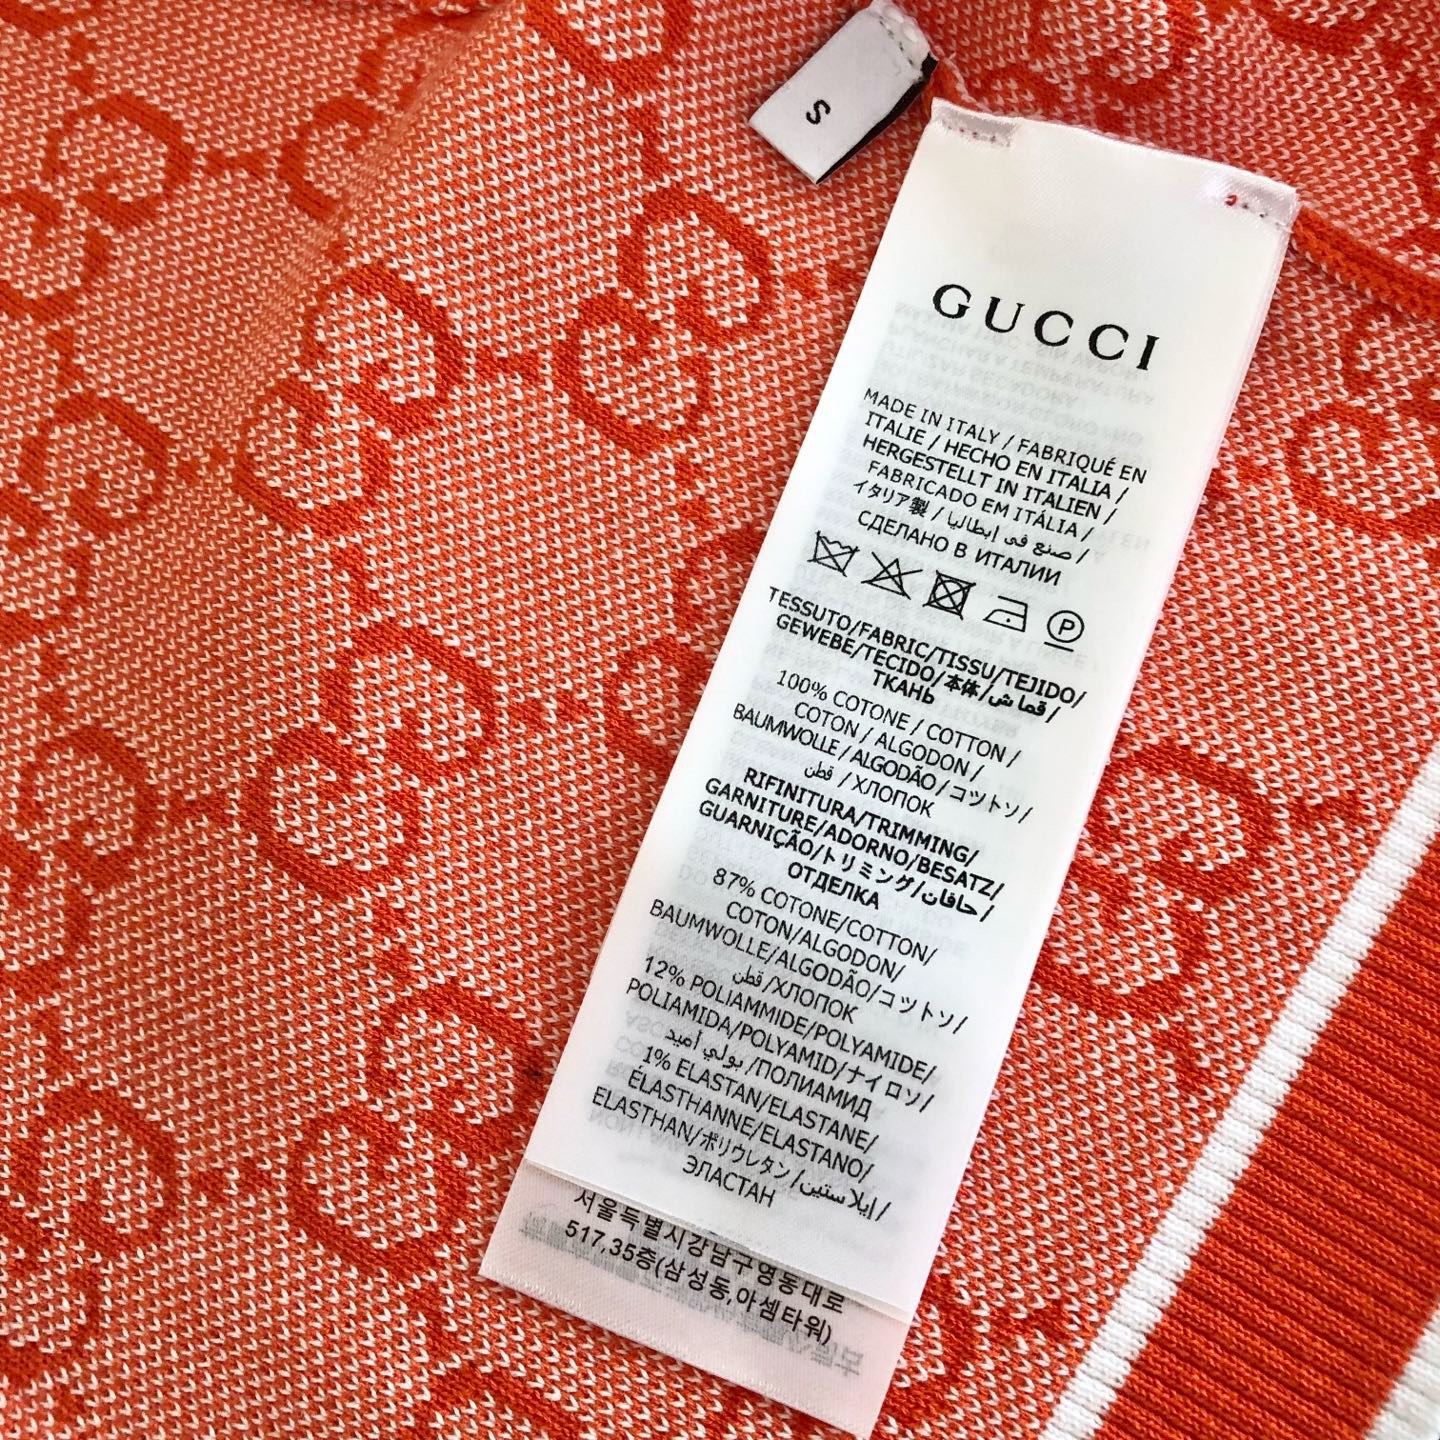 S
GUCCI
MADE IN ITALY / FABRIQUÉ EN
ITALIE / HECHO EN ITALIA /
HERGESTELLT IN ITALIEN /
FABRICADO EM ITÁLIA /
イタリア製 / صنع في إيطاليا /
СДЕЛАНО В ИТАЛИИ
P
TESSUTO/FABRIC/TISSU/TEJIDO/
GEWEBE/TECIDO/本体/قماش/
ТКАНЬ
100% COTONE / COTTON /
COTON / ALGODON /
BAUMWOLLE / ALGODÃO / コットン/
قطن / ХЛОПОК
RIFINITURA/TRIMMING/
GARNITURE/ADORNO/BESATZ/
GUARNIÇÃO/トリミング/حافات/
ОТДЕЛКА
87% COTONE/COTTON/
COTON/ALGODON/
BAUMWOLLE/ALGODÃO/コットン/
قطن /ХЛОПОК
12% POLIAMMIDE/POLYAMIDE/
POLIAMIDA/POLYAMID/ナイロン/
بولي أميد /ПОЛИАМИД
1% ELASTAN/ELASTANE/
ÉLASTHANNE/ELASTANO/
ELASTHAN/ポリウレタン/إيلاستين/
ЭЛАСТАН
서울특별시강남구영동대로
517,35층(삼성동,아셈타워)